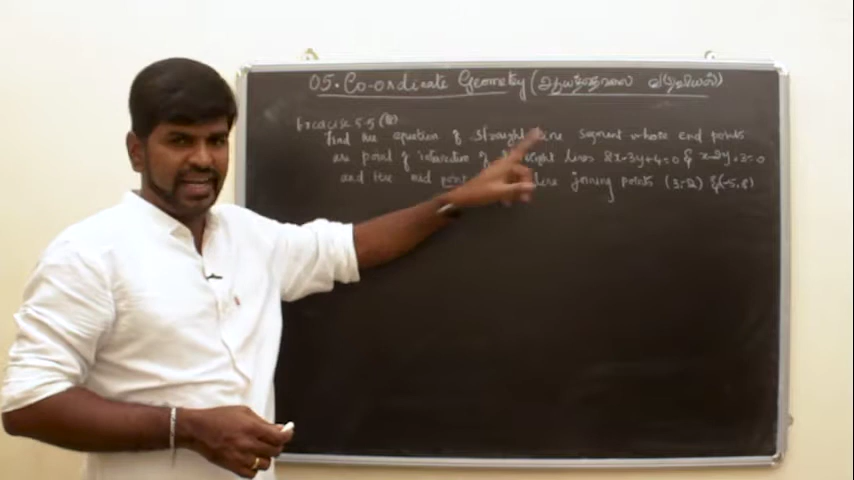 05. Co-ordinate Geometry (ஆயத்தொலை வடிவியல்)
Exercise 5.5
Find the equation of straight line segment whose end points
are point of intersection of straight lines 2x-3y+4=0 & x-2y+3=0
and the mid point line joining points (3,-2) & (-5,8)